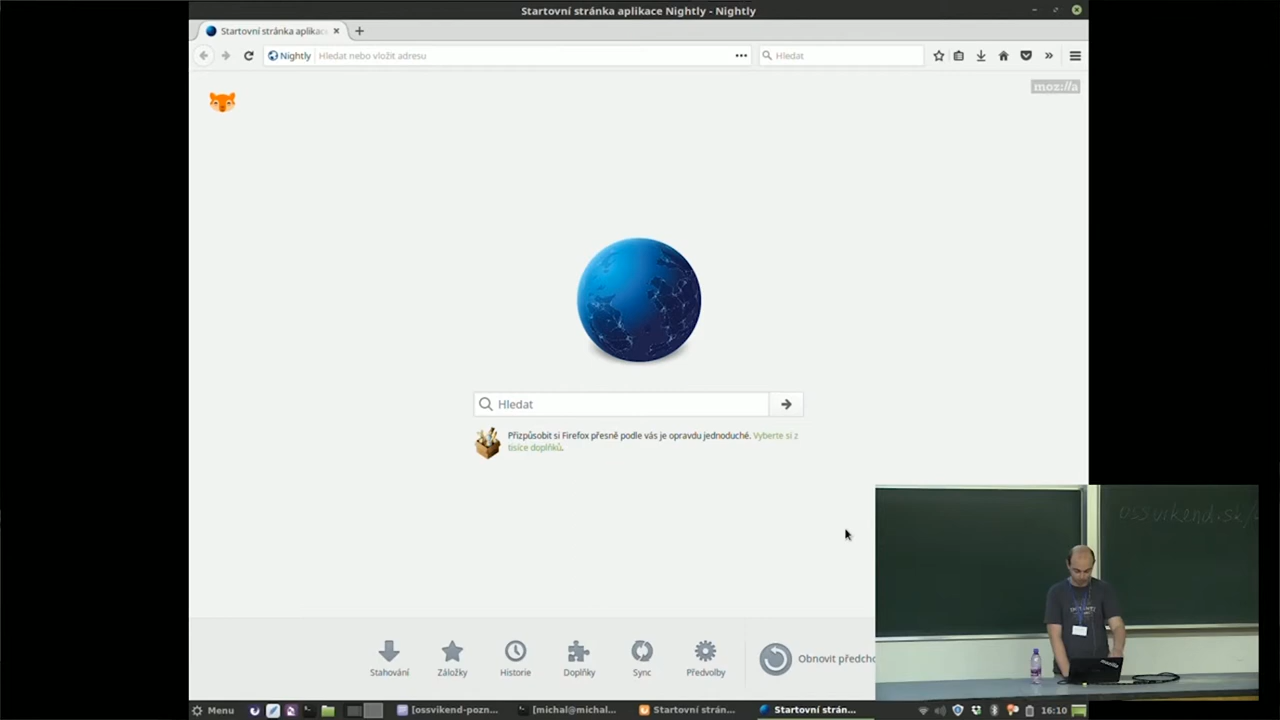 Startovní stránka aplikace Nightly - Nightly
Startovní stránka aplikac
Nightly
Hledat nebo vložit adresu
Hledat
moz://a
Hledat
Přizpůsobit si Firefox přesně podle vás je opravdu jednoduché. Vyberte si z
tisíce doplňků.
ossvikend.sk/
mozilla
Stahování
Záložky
Historie
Doplňky
Sync
Předvolby
Obnovit předcho
Menu
[ossvikend-pozn...
[michal@michal...
Startovní strán...
Startovní strán...
16:10